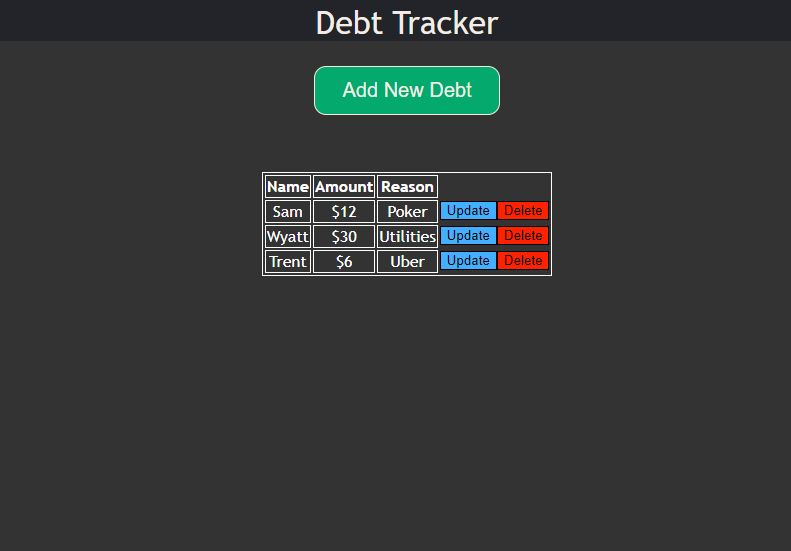 Debt Tracker
Add New Debt
Name Amount Reason
Sam $12 Poker Update Delete
Wyatt $30 Utilities Update Delete
Trent $6 Uber Update Delete